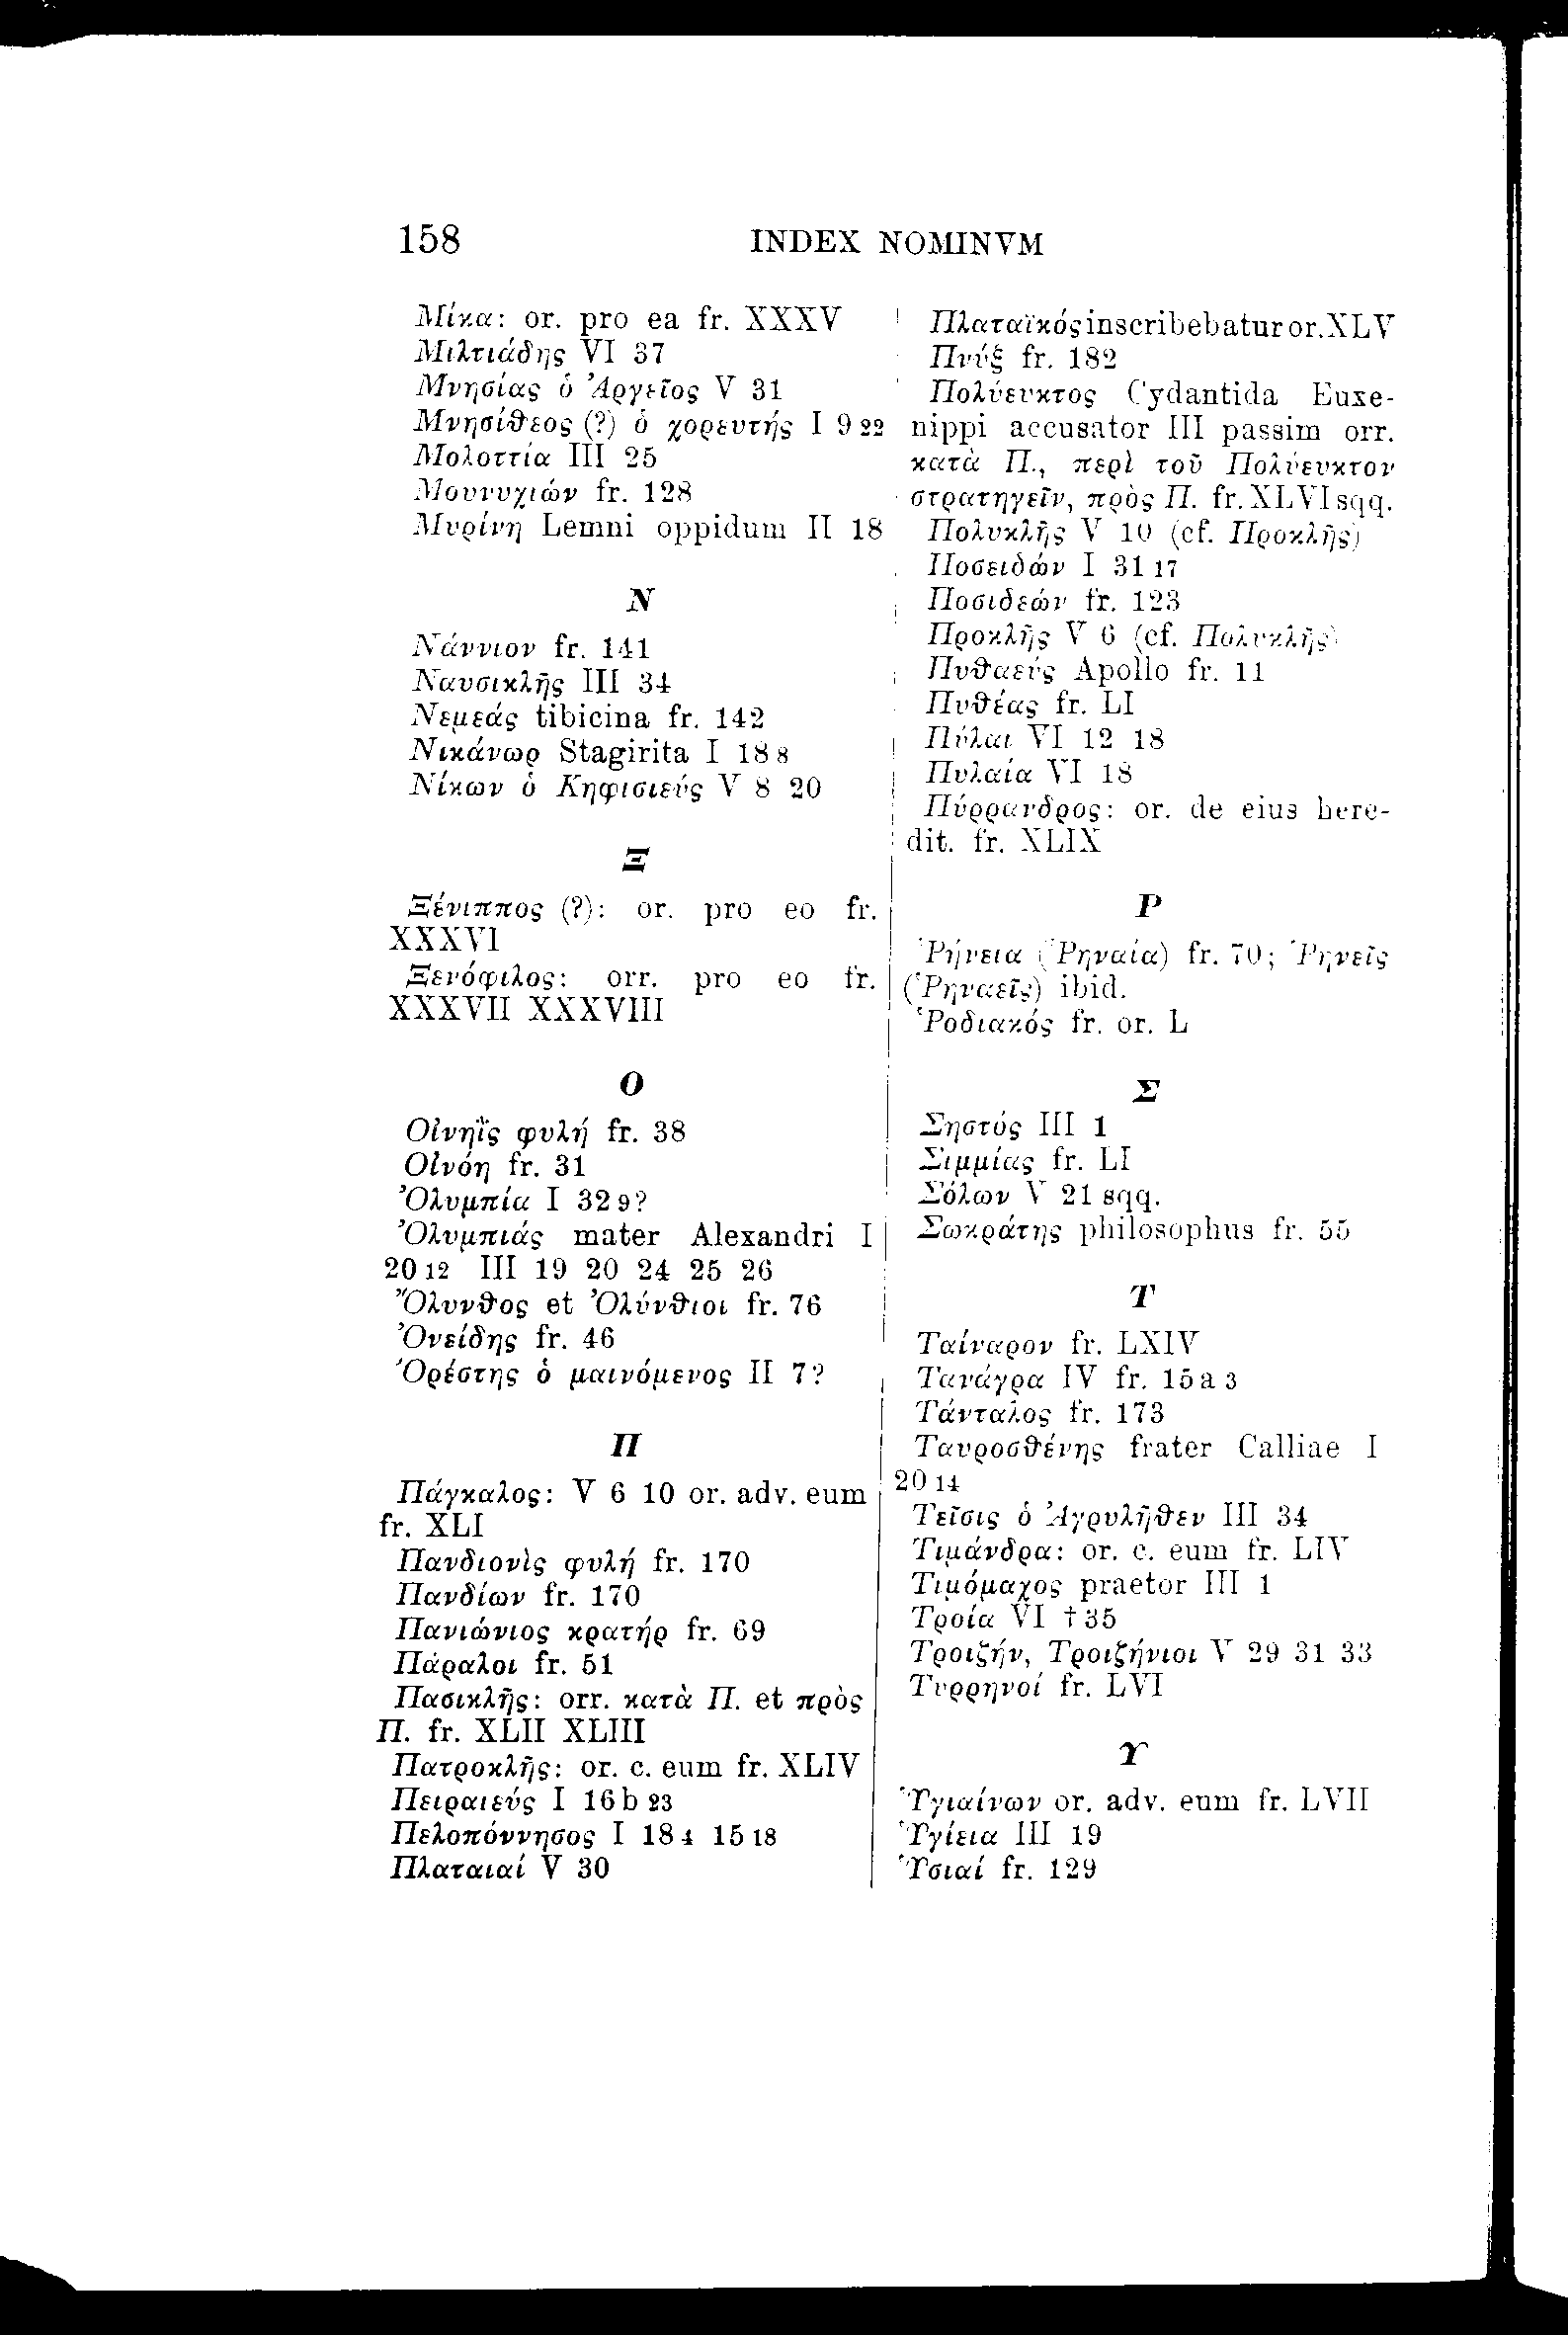 158
INDEX NOMINVM
Μίκα: or. pro ea fr. XXXV
Μιλτιάδης VI 37
Μνησίας ὁ Ἀργεῖος V 31
Μνησίθεος (?) ὁ χορευτής I 9 22
Μολοττία III 25
Μουνυχιών fr. 128
Μυρίνη Lemni oppidum II 18
Ν
Νάννιον fr. 141
Ναυσικλῆς III 34
Νεμεάς tibicina fr. 142
Νικάνωρ Stagirita I 18 8
Νίκων ὁ Κηφισιεύς V 8 20
Ξ
Ξένιππος (?): or. pro eo fr.
XXXVI
Ξενόφιλος: orr. pro eo fr.
XXXVII XXXVIII
Ο
Οἰνηῒς φυλή fr. 38
Οἰνόη fr. 31
Ὀλυμπία I 32 9?
Ὀλυμπιάς mater Alexandri I
20 12 III 19 20 24 25 26
Ὄλυνθος et Ὀλύνθιοι fr. 76
Ὀνείδης fr. 46
Ὀρέστης ὁ μαινόμενος II 7?
Π
Πάγκαλος: V 6 10 or. adv. eum
fr. XLI
Πανδιονὶς φυλή fr. 170
Πανδίων fr. 170
Πανιώνιος κρατήρ fr. 69
Πάραλοι fr. 51
Πασικλῆς: orr. κατὰ Π. et πρὸς
Π. fr. XLII XLIII
Πατροκλῆς: or. c. eum fr. XLIV
Πειραιεύς I 16 b 23
Πελοπόννησος I 18 4 15 18
Πλαταιαί V 30
Πλαταϊκός inscribebatur or. XLV
Πνύξ fr. 182
Πολύευκτος Cydantida Euxe-
nippi accusator III passim orr.
κατὰ Π., περὶ τοῦ Πολύευκτον
στρατηγεῖν, πρὸς Π. fr. XLVI sqq.
Πολυκλῆς V 10 (cf. Προκλῆς)
Ποσειδών I 31 17
Ποσιδεών fr. 123
Προκλῆς V 6 (cf. Πολυκλῆς)
Πυθαεύς Apollo fr. 11
Πυθέας fr. LI
Πύλαι VI 12 18
Πυλαία VI 18
Πύρρανδρος: or. de eius here-
dit. fr. XLIX
Ρ
Ῥήνεια (Ῥηναία) fr. 70; Ῥηνεῖς
(Ῥηναεῖς) ibid.
Ῥοδιακός fr. or. L
Σ
Σηστός III 1
Σιμμίας fr. LI
Σόλων V 21 sqq.
Σωκράτης philosophus fr. 55
Τ
Ταίναρον fr. LXIV
Τανάγρα IV fr. 15 a 3
Τάνταλος fr. 173
Ταυροσθένης frater Calliae I
20 14
Τεῖσις ὁ Ἀγρυλῆθεν III 34
Τιμάνδρα: or. c. eum fr. LIV
Τιμόμαχος praetor III 1
Τροία VI †35
Τροιζήν, Τροιζήνιοι V 29 31 33
Τυρρηνοί fr. LVI
Υ
Ὑγιαίνων or. adv. eum fr. LVII
Ὑγίεια III 19
Ὑσιαί fr. 129